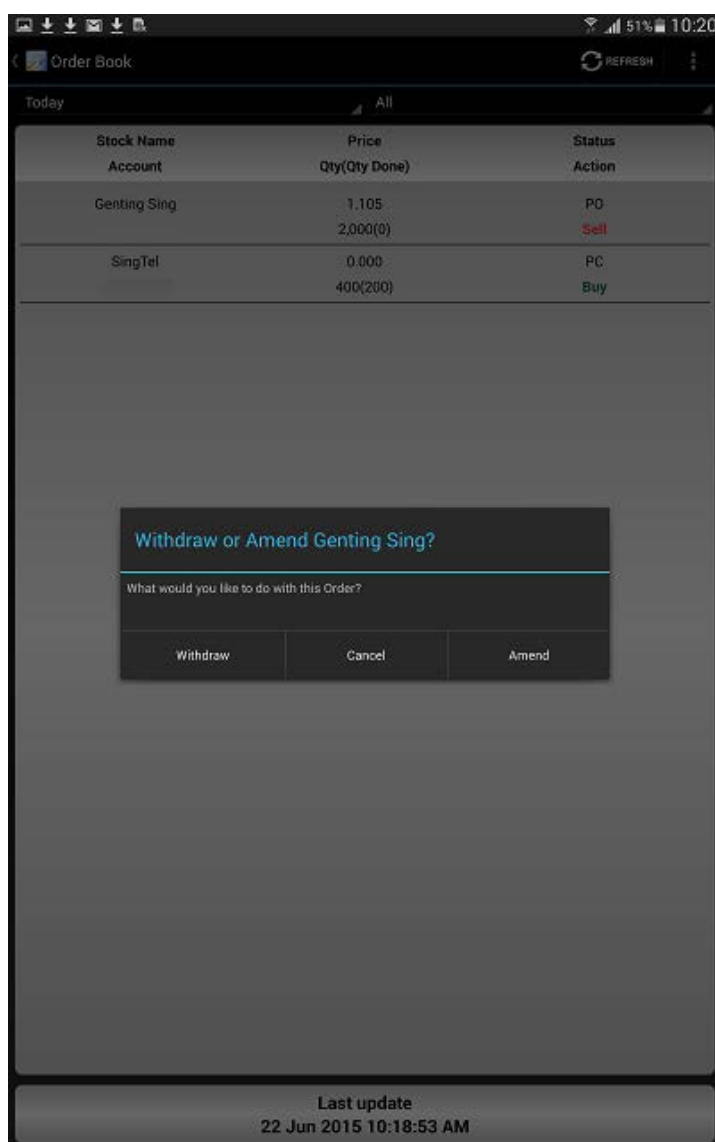 51% 10:20
Order Book REFRESH
Today All
Stock Name Price Status
Account Qty(Qty Done) Action
Genting Sing 1.105 PO
2,000(0) Sell
SingTel 0.000 PC
400(200) Buy
Withdraw or Amend Genting Sing?
What would you like to do with this Order?
Withdraw Cancel Amend
Last update
22 Jun 2015 10:18:53 AM